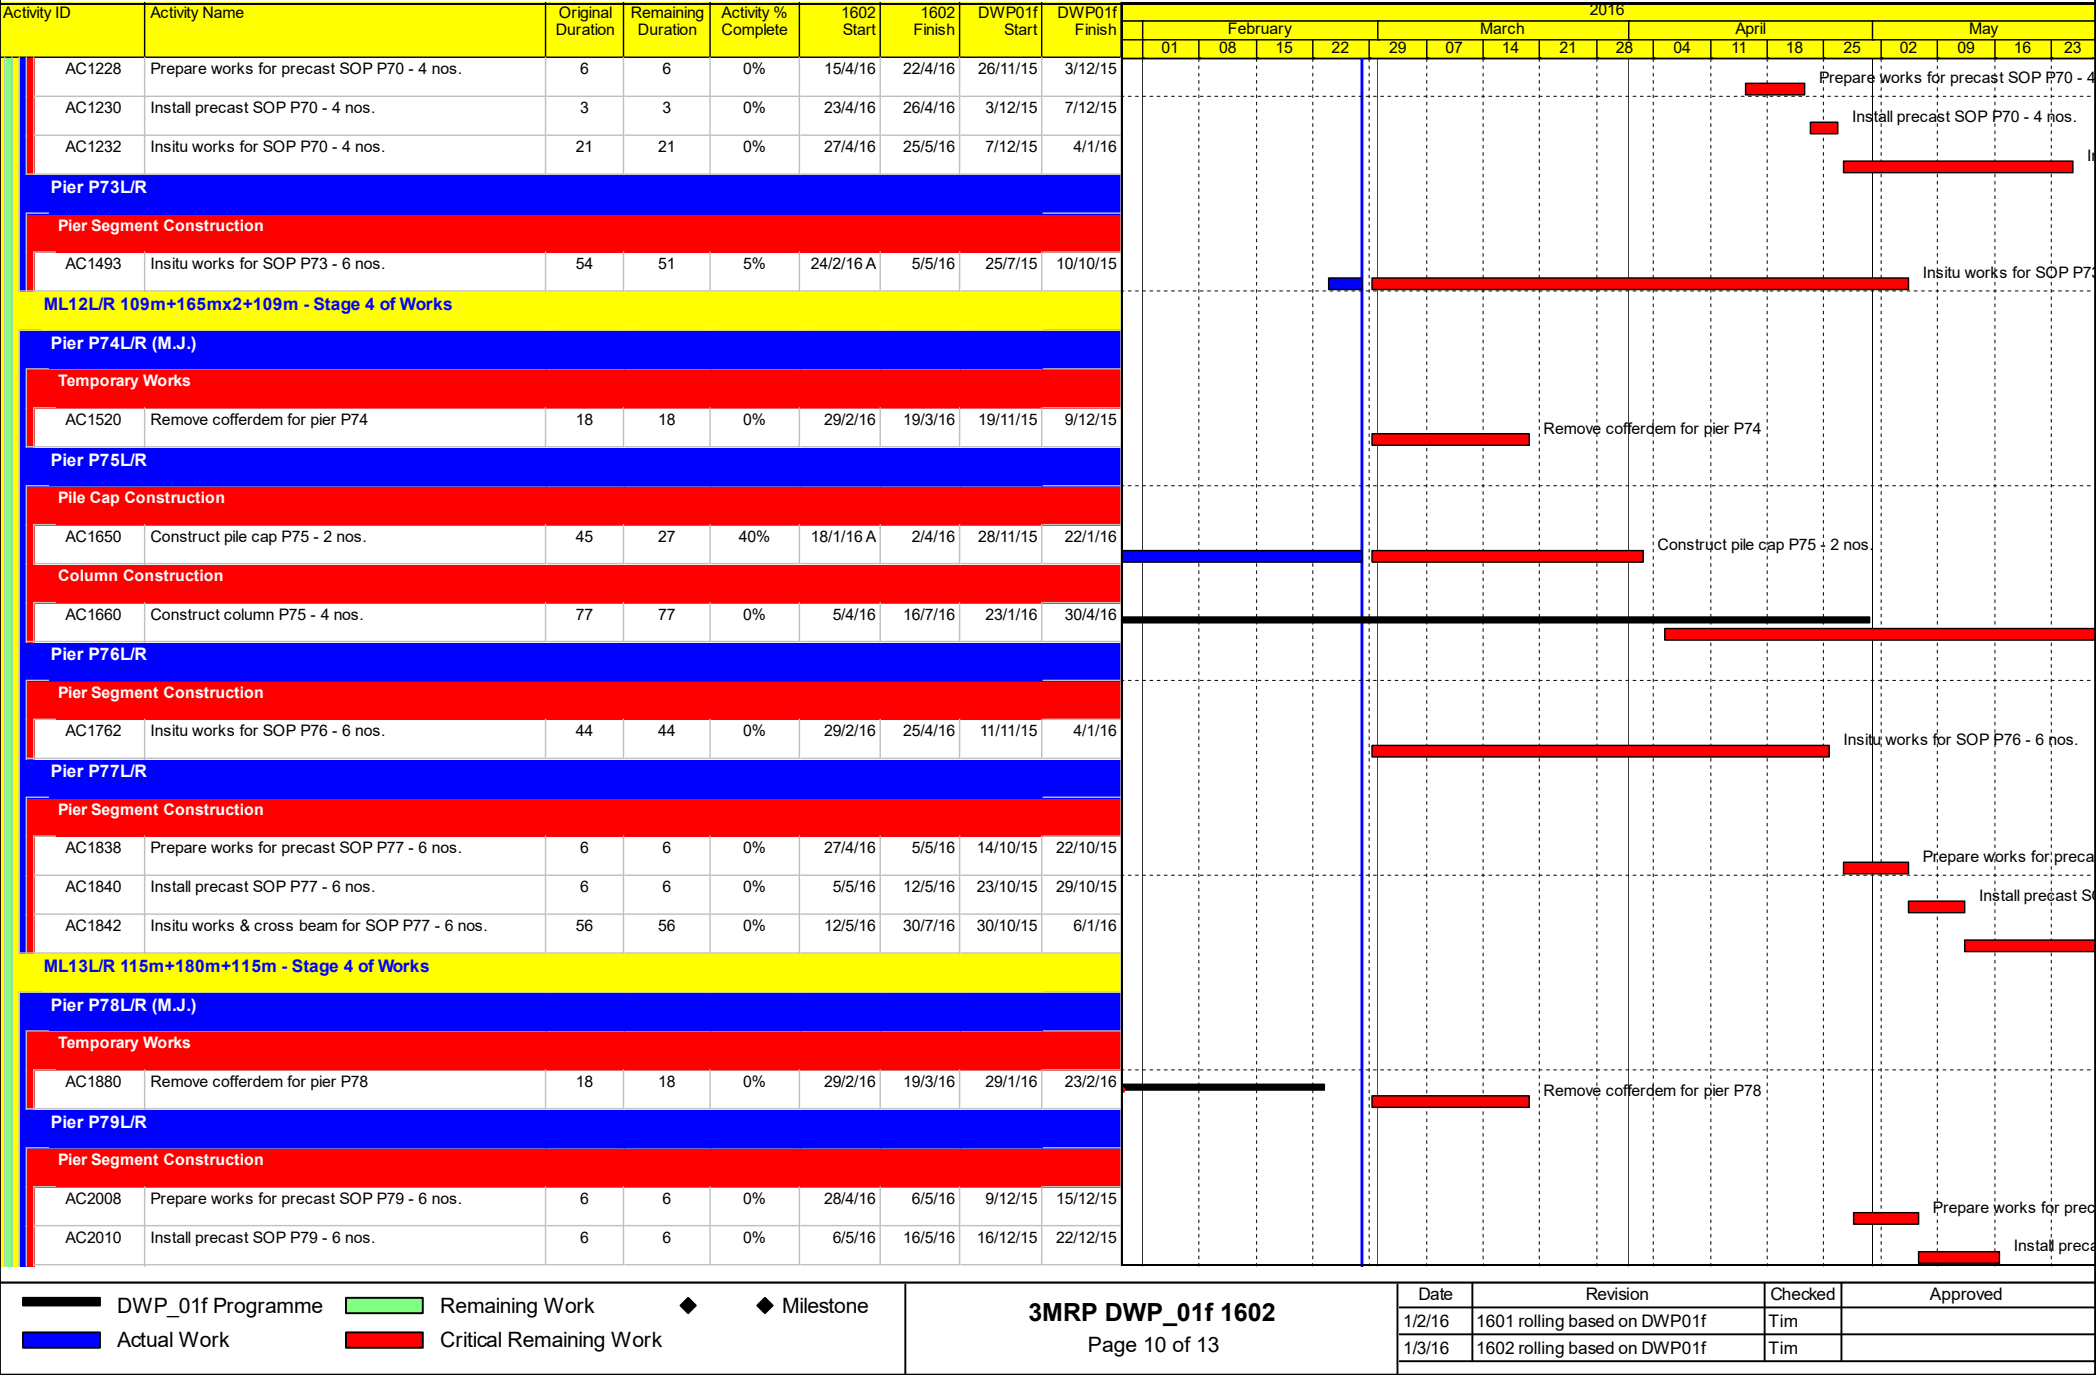 Activity ID Activity Name Original Duration Remaining Duration Activity % Complete 1602 Start 1602 Finish DWP01f Start DWP01f Finish
2016
February March April May
01 08 15 22 29 07 14 21 28 04 11 18 25 02 09 16 23
AC1228 Prepare works for precast SOP P70 - 4 nos. 6 6 0% 15/4/16 22/4/16 26/11/15 3/12/15 Prepare works for precast SOP P70 - 4
AC1230 Install precast SOP P70 - 4 nos. 3 3 0% 23/4/16 26/4/16 3/12/15 7/12/15 Install precast SOP P70 - 4 nos.
AC1232 Insitu works for SOP P70 - 4 nos. 21 21 0% 27/4/16 25/5/16 7/12/15 4/1/16
Pier P73L/R
Pier Segment Construction
AC1493 Insitu works for SOP P73 - 6 nos. 54 51 5% 24/2/16 A 5/5/16 25/7/15 10/10/15 Insitu works for SOP P73
ML12L/R 109m+165mx2+109m - Stage 4 of Works
Pier P74L/R (M.J.)
Temporary Works
AC1520 Remove cofferdem for pier P74 18 18 0% 29/2/16 19/3/16 19/11/15 9/12/15 Remove cofferdem for pier P74
Pier P75L/R
Pile Cap Construction
AC1650 Construct pile cap P75 - 2 nos. 45 27 40% 18/1/16 A 2/4/16 28/11/15 22/1/16 Construct pile cap P75 - 2 nos.
Column Construction
AC1660 Construct column P75 - 4 nos. 77 77 0% 5/4/16 16/7/16 23/1/16 30/4/16
Pier P76L/R
Pier Segment Construction
AC1762 Insitu works for SOP P76 - 6 nos. 44 44 0% 29/2/16 25/4/16 11/11/15 4/1/16 Insitu works for SOP P76 - 6 nos.
Pier P77L/R
Pier Segment Construction
AC1838 Prepare works for precast SOP P77 - 6 nos. 6 6 0% 27/4/16 5/5/16 14/10/15 22/10/15 Prepare works for preca
AC1840 Install precast SOP P77 - 6 nos. 6 6 0% 5/5/16 12/5/16 23/10/15 29/10/15 Install precast SO
AC1842 Insitu works & cross beam for SOP P77 - 6 nos. 56 56 0% 12/5/16 30/7/16 30/10/15 6/1/16
ML13L/R 115m+180m+115m - Stage 4 of Works
Pier P78L/R (M.J.)
Temporary Works
AC1880 Remove cofferdem for pier P78 18 18 0% 29/2/16 19/3/16 29/1/16 23/2/16 Remove cofferdem for pier P78
Pier P79L/R
Pier Segment Construction
AC2008 Prepare works for precast SOP P79 - 6 nos. 6 6 0% 28/4/16 6/5/16 9/12/15 15/12/15 Prepare works for prec
AC2010 Install precast SOP P79 - 6 nos. 6 6 0% 6/5/16 16/5/16 16/12/15 22/12/15 Install preca
DWP_01f Programme Remaining Work Milestone
Actual Work Critical Remaining Work
3MRP DWP_01f 1602
Page 10 of 13
Date Revision Checked Approved
1/2/16 1601 rolling based on DWP01f Tim
1/3/16 1602 rolling based on DWP01f Tim